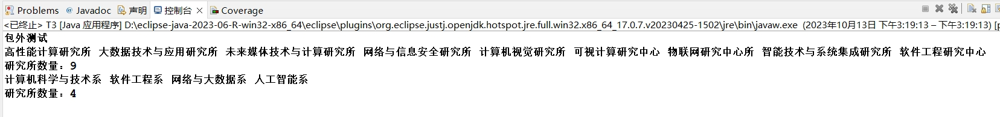 Problems @ Javadoc 声明 控制台 × Coverage
<已终止> T3 [Java 应用程序] D:\eclipse-java-2023-06-R-win32-x86_64\eclipse\plugins\org.eclipse.justj.openjdk.hotspot.jre.full.win32.x86_64_17.0.7.v20230425-1502\jre\bin\javaw.exe (2023年10月13日 下午3:19:13 – 下午3:19:13) [p
包外测试
高性能计算研究所 大数据技术与应用研究所 未来媒体技术与计算研究所 网络与信息安全研究所 计算机视觉研究所 可视计算研究中心 物联网研究中心所 智能技术与系统集成研究所 软件工程研究中心
研究所数量：9
计算机科学与技术系 软件工程系 网络与大数据系 人工智能系
研究所数量：4